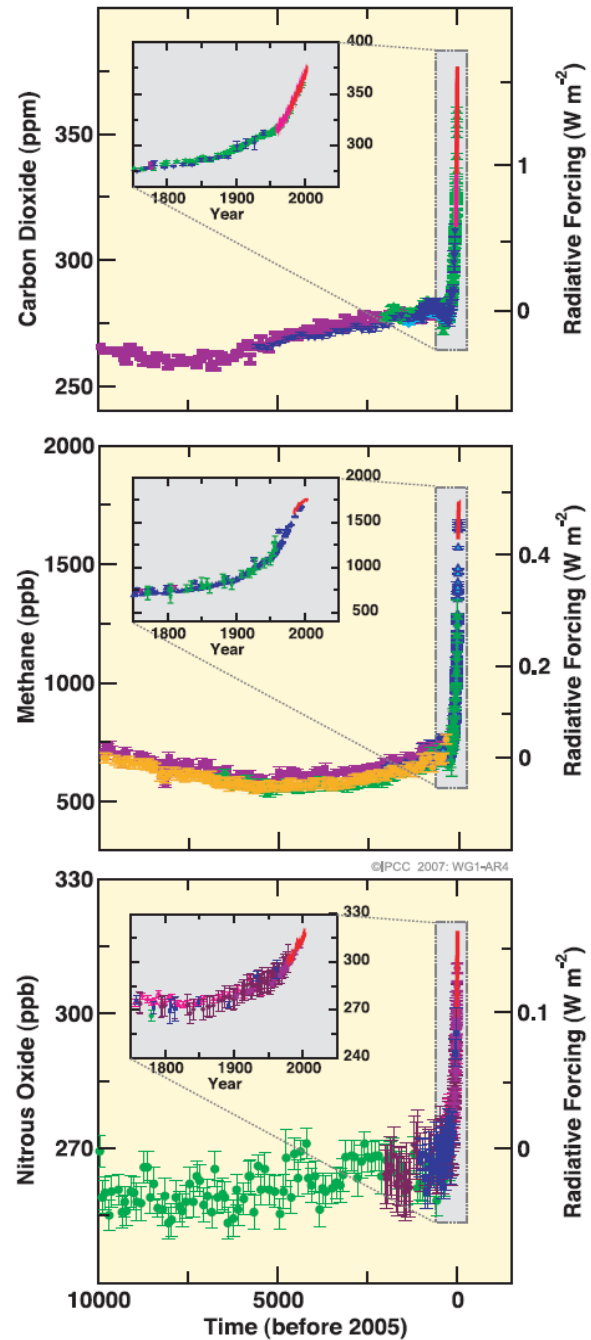 Carbon Dioxide (ppm)
350
300
250
400
350
300
1800 1900 2000
Year
1
0
Radiative Forcing (W m-2)
Methane (ppb)
2000
1500
1000
500
2000
1500
1000
500
1800 1900 2000
Year
0.4
0.2
0
Radiative Forcing (W m-2)
©IPCC 2007: WG1-AR4
Nitrous Oxide (ppb)
330
300
270
330
300
270
240
1800 1900 2000
Year
0.1
0
Radiative Forcing (W m-2)
10000 5000 0
Time (before 2005)